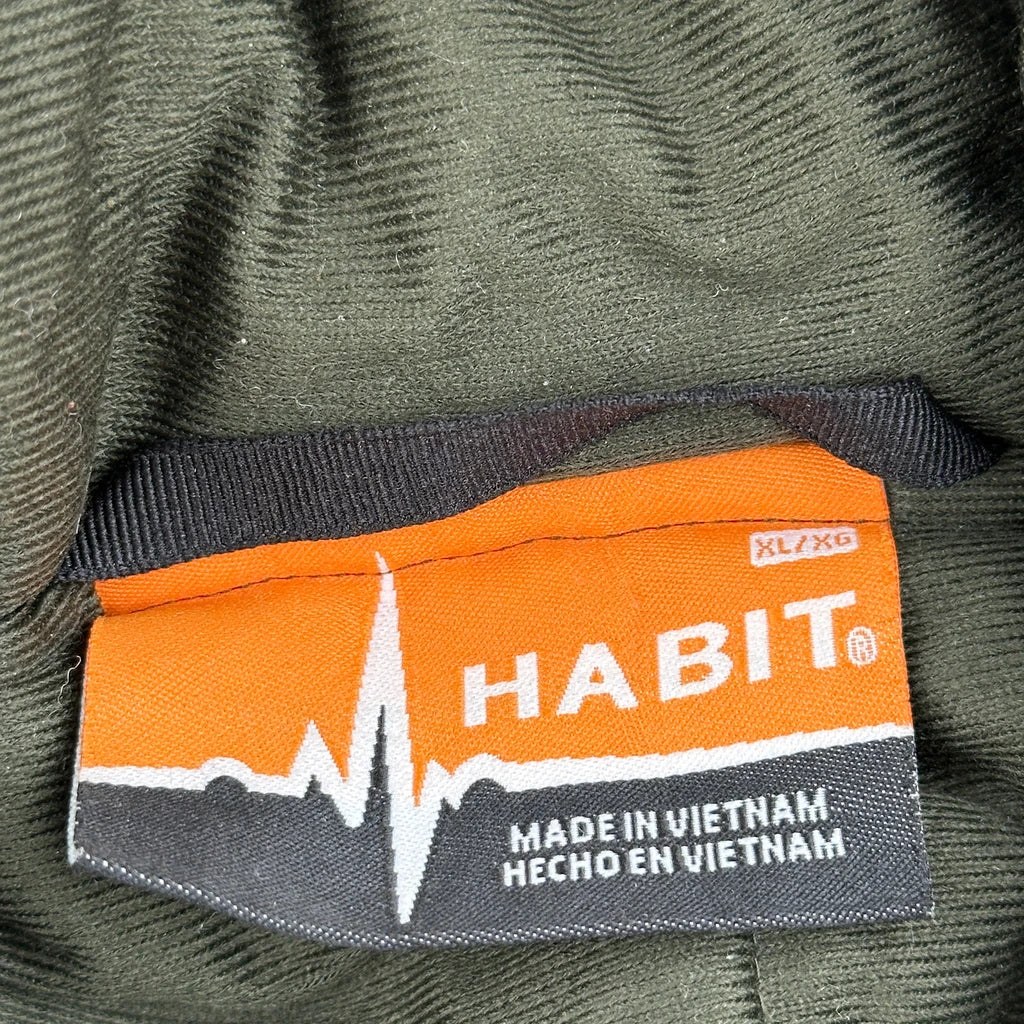 XL/XG
HABIT®
MADE IN VIETNAM
HECHO EN VIETNAM